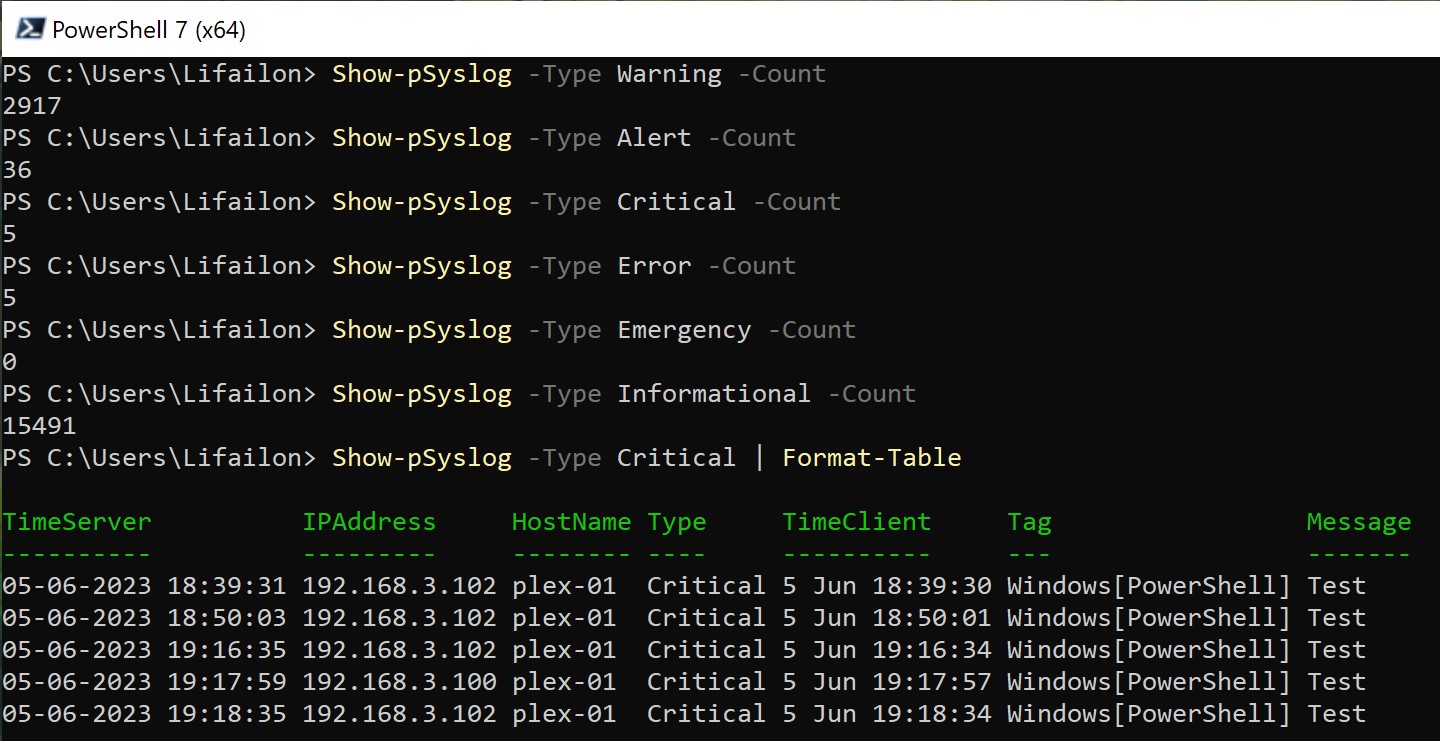 PowerShell 7 (x64)
PS C:\Users\Lifailon> Show-pSyslog -Type Warning -Count
2917
PS C:\Users\Lifailon> Show-pSyslog -Type Alert -Count
36
PS C:\Users\Lifailon> Show-pSyslog -Type Critical -Count
5
PS C:\Users\Lifailon> Show-pSyslog -Type Error -Count
5
PS C:\Users\Lifailon> Show-pSyslog -Type Emergency -Count
0
PS C:\Users\Lifailon> Show-pSyslog -Type Informational -Count
15491
PS C:\Users\Lifailon> Show-pSyslog -Type Critical | Format-Table
TimeServer          IPAddress     HostName Type     TimeClient     Tag                 Message
----------          ---------     -------- ----     ----------     ---                 -------
05-06-2023 18:39:31 192.168.3.102 plex-01  Critical 5 Jun 18:39:30 Windows[PowerShell] Test
05-06-2023 18:50:03 192.168.3.102 plex-01  Critical 5 Jun 18:50:01 Windows[PowerShell] Test
05-06-2023 19:16:35 192.168.3.102 plex-01  Critical 5 Jun 19:16:34 Windows[PowerShell] Test
05-06-2023 19:17:59 192.168.3.100 plex-01  Critical 5 Jun 19:17:57 Windows[PowerShell] Test
05-06-2023 19:18:35 192.168.3.102 plex-01  Critical 5 Jun 19:18:34 Windows[PowerShell] Test